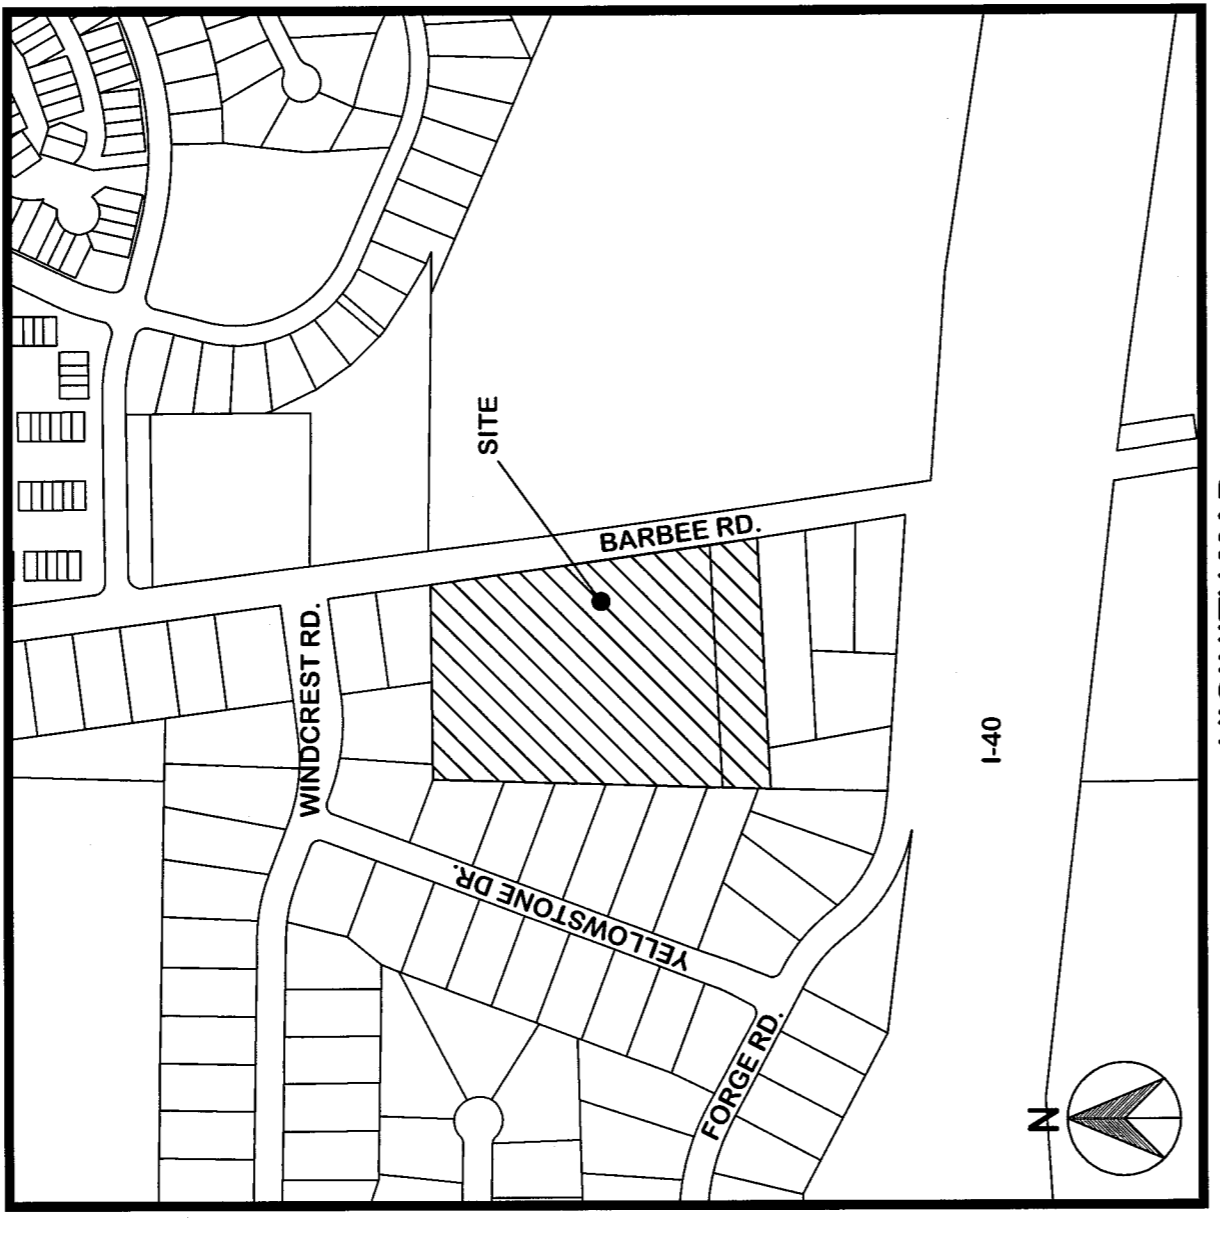 SITE
BARBEE RD.
WINDCREST RD.
YELLOWSTONE DR.
I-40
FORGE RD.
N